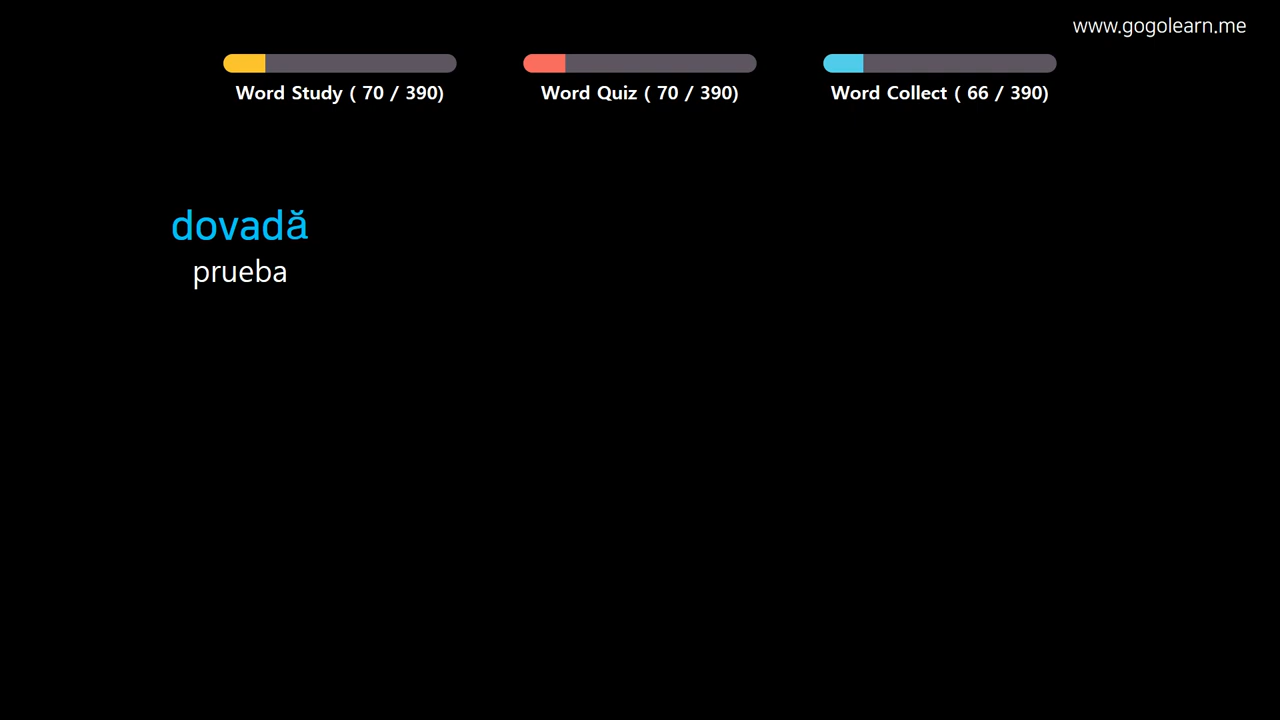 www.gogolearn.me
Word Study ( 70 / 390)
Word Quiz ( 70 / 390)
Word Collect ( 66 / 390)
dovadă
prueba